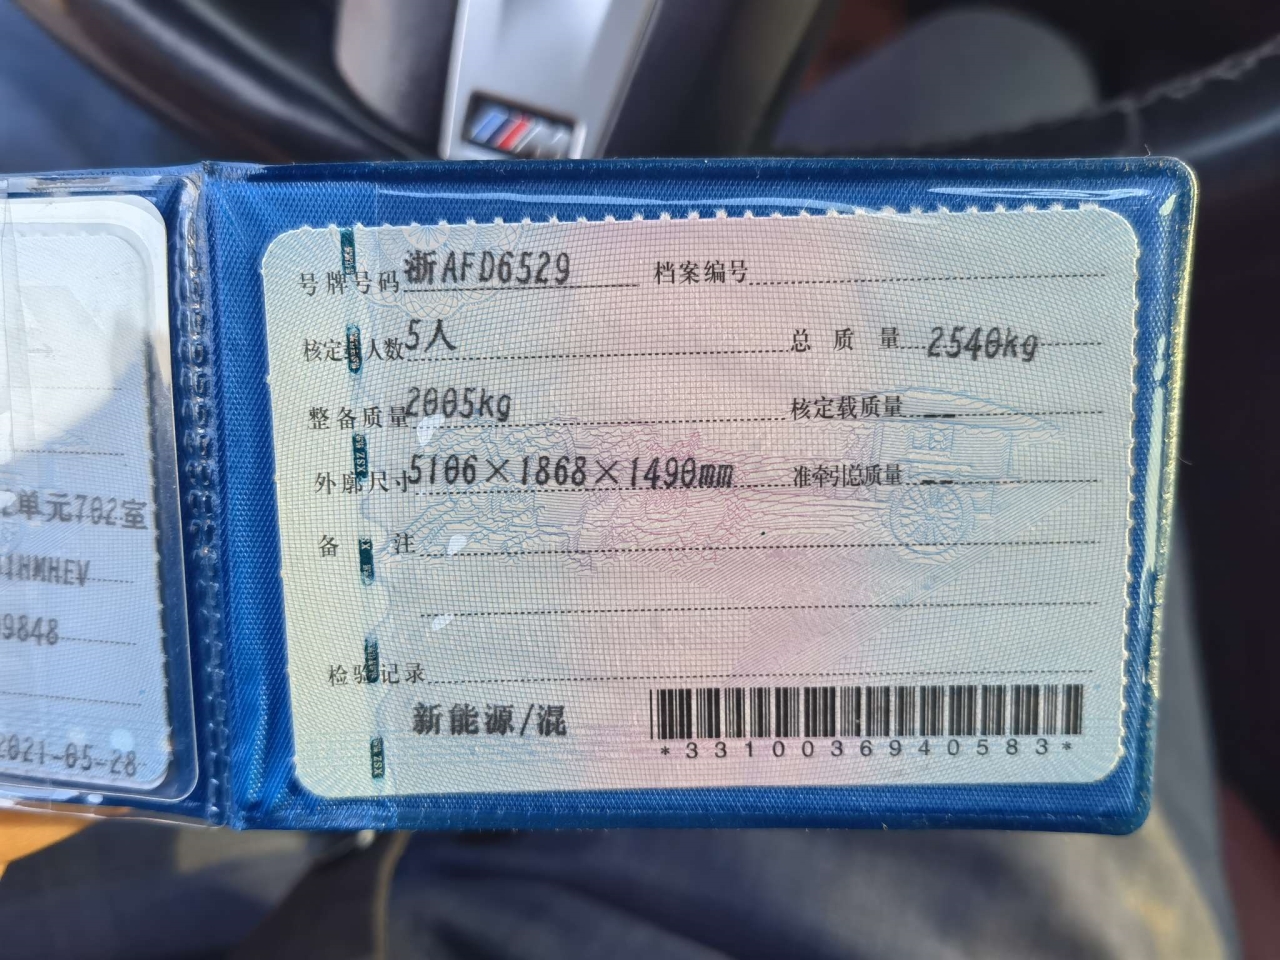 2单元702室
1HMHEV
9848
2021-05-28
号牌号码 浙AFD6529 档案编号
核定载人数 5人 总质量 2540kg
整备质量 2005kg 核定载质量 --
外廓尺寸 5106×1868×1490mm 准牵引总质量 --
备注
检验记录
新能源/混
*3310036940583*